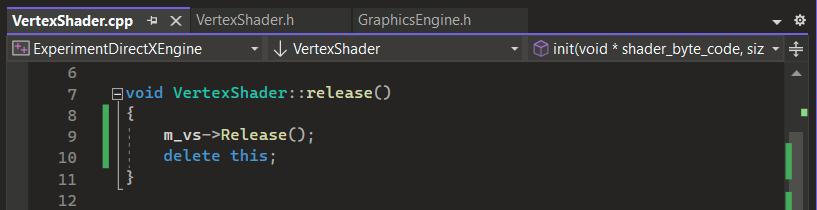 VertexShader.cpp VertexShader.h GraphicsEngine.h
ExperimentDirectXEngine VertexShader init(void * shader_byte_code, siz
6
7 void VertexShader::release()
8 {
9 m_vs->Release();
10 delete this;
11 }
12